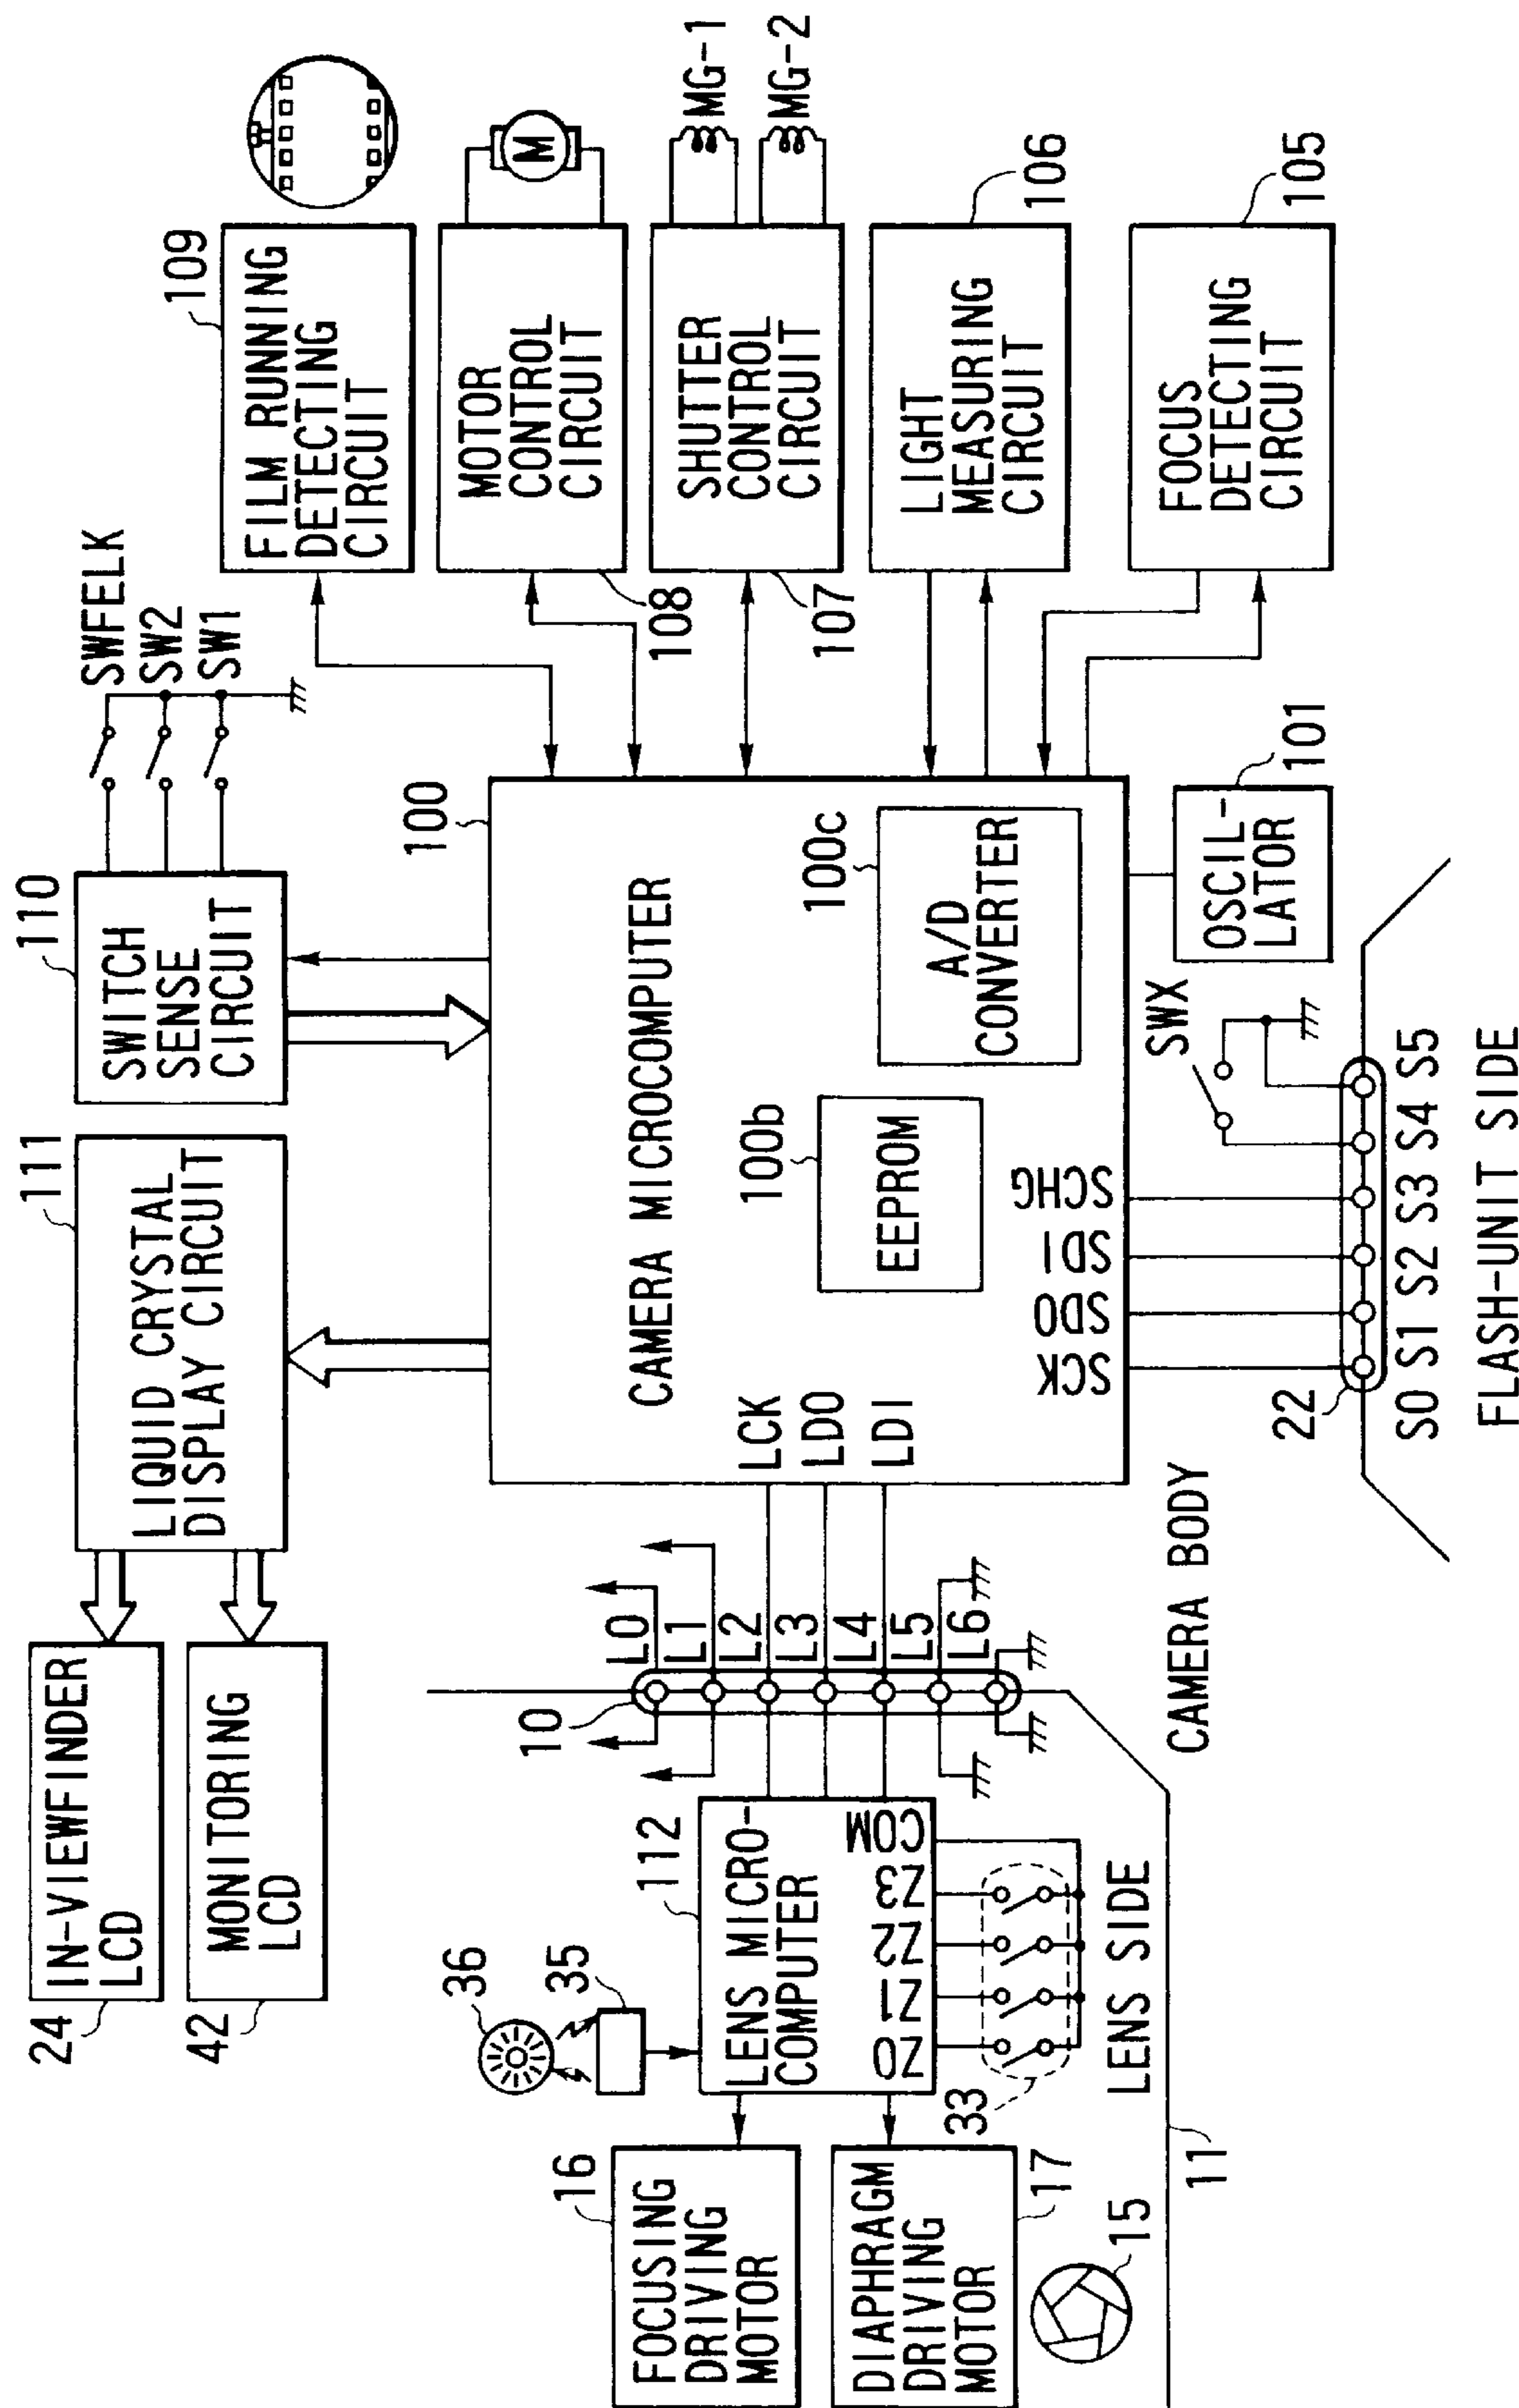 24
IN-VIEWFINDER
LCD
42
MONITORING
LCD
111
LIQUID CRYSTAL
DISPLAY CIRCUIT
110
SWITCH
SENSE
CIRCUIT
SWFELK
SW2
SW1
109
FILM RUNNING
DETECTING
CIRCUIT
108
MOTOR
CONTROL
CIRCUIT
M
107
SHUTTER
CONTROL
CIRCUIT
MG-1
MG-2
106
LIGHT
MEASURING
CIRCUIT
105
FOCUS
DETECTING
CIRCUIT
100
CAMERA MICROCOMPUTER
100b
EEPROM
100c
A/D
CONVERTER
LCK
LDO
LDI
SCK
SDO
SDI
SCHG
101
OSCIL-
LATOR
SWX
22
S0 S1 S2 S3 S4 S5
FLASH-UNIT SIDE
CAMERA BODY
10
L0
L1
L2
L3
L4
L5
L6
36
35
112
LENS MICRO-
COMPUTER
Z0 Z1 Z2 Z3 COM
33
LENS SIDE
16
FOCUSING
DRIVING
MOTOR
17
DIAPHRAGM
DRIVING
MOTOR
15
11